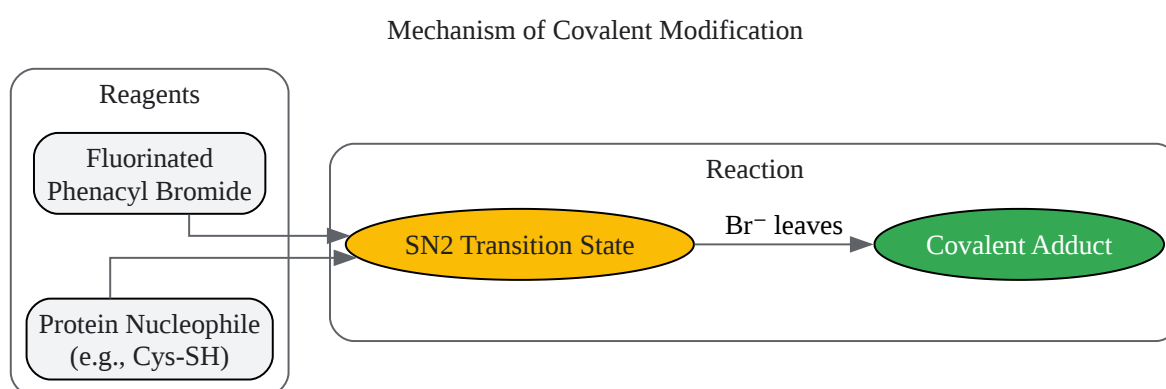 Mechanism of Covalent Modification
Reagents
Fluorinated
Phenacyl Bromide
Protein Nucleophile
(e.g., Cys-SH)
Reaction
SN2 Transition State
Br⁻ leaves
Covalent Adduct